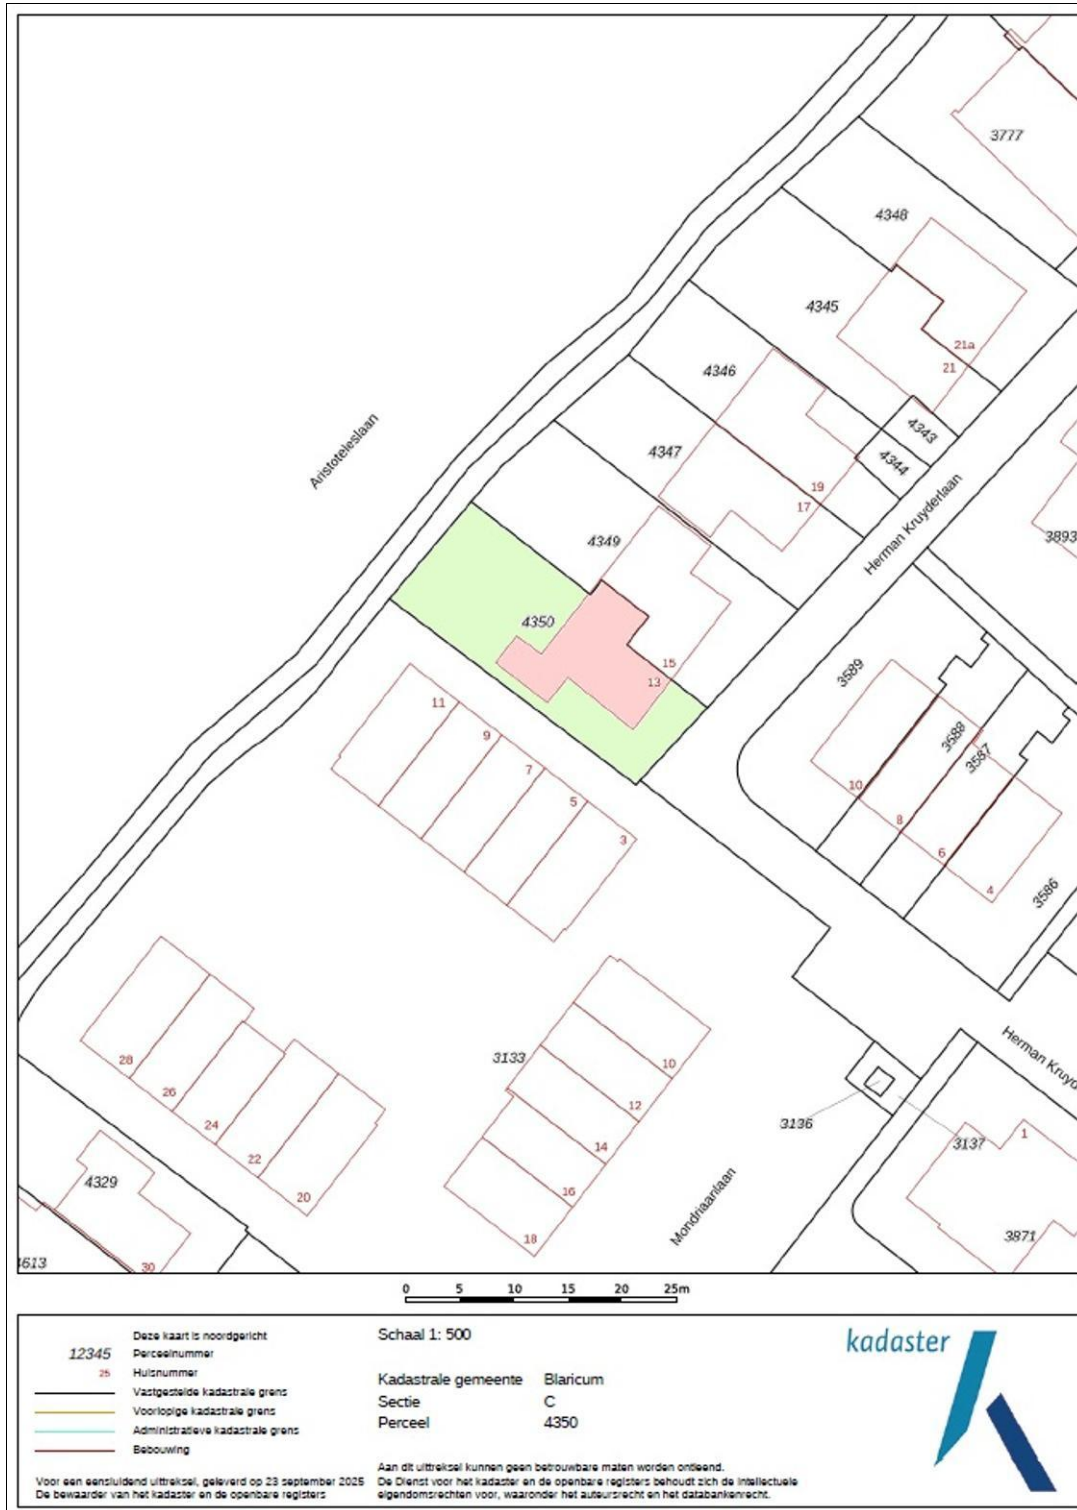 3777
4348
4345
21a
21
4346
4343
4344
4347
19
17
Aristoteleslaan
Herman Kruyderlaan
3893
4349
4350
15
13
3589
3588
3587
11
9
7
5
3
10
8
6
4
3586
3133
28
26
24
22
20
10
12
14
16
18
Herman Kruyd
3136
3137
1
Mondriaanlaan
3871
4329
30
4613
0 5 10 15 20 25m
Deze kaart is noordgericht
12345 Perceelnummer
25 Huisnummer
Vastgestelde kadastrale grens
Voorlopige kadastrale grens
Administratieve kadastrale grens
Bebouwing
Voor een eensluidend uittreksel, geleverd op 23 september 2025
De bewaarder van het kadaster en de openbare registers
Schaal 1: 500
Kadastrale gemeente Blaricum
Sectie C
Perceel 4350
Aan dit uittreksel kunnen geen betrouwbare maten worden ontleend.
De Dienst voor het kadaster en de openbare registers behoudt zich de intellectuele
eigendomsrechten voor, waaronder het auteursrecht en het databankenrecht.
kadaster